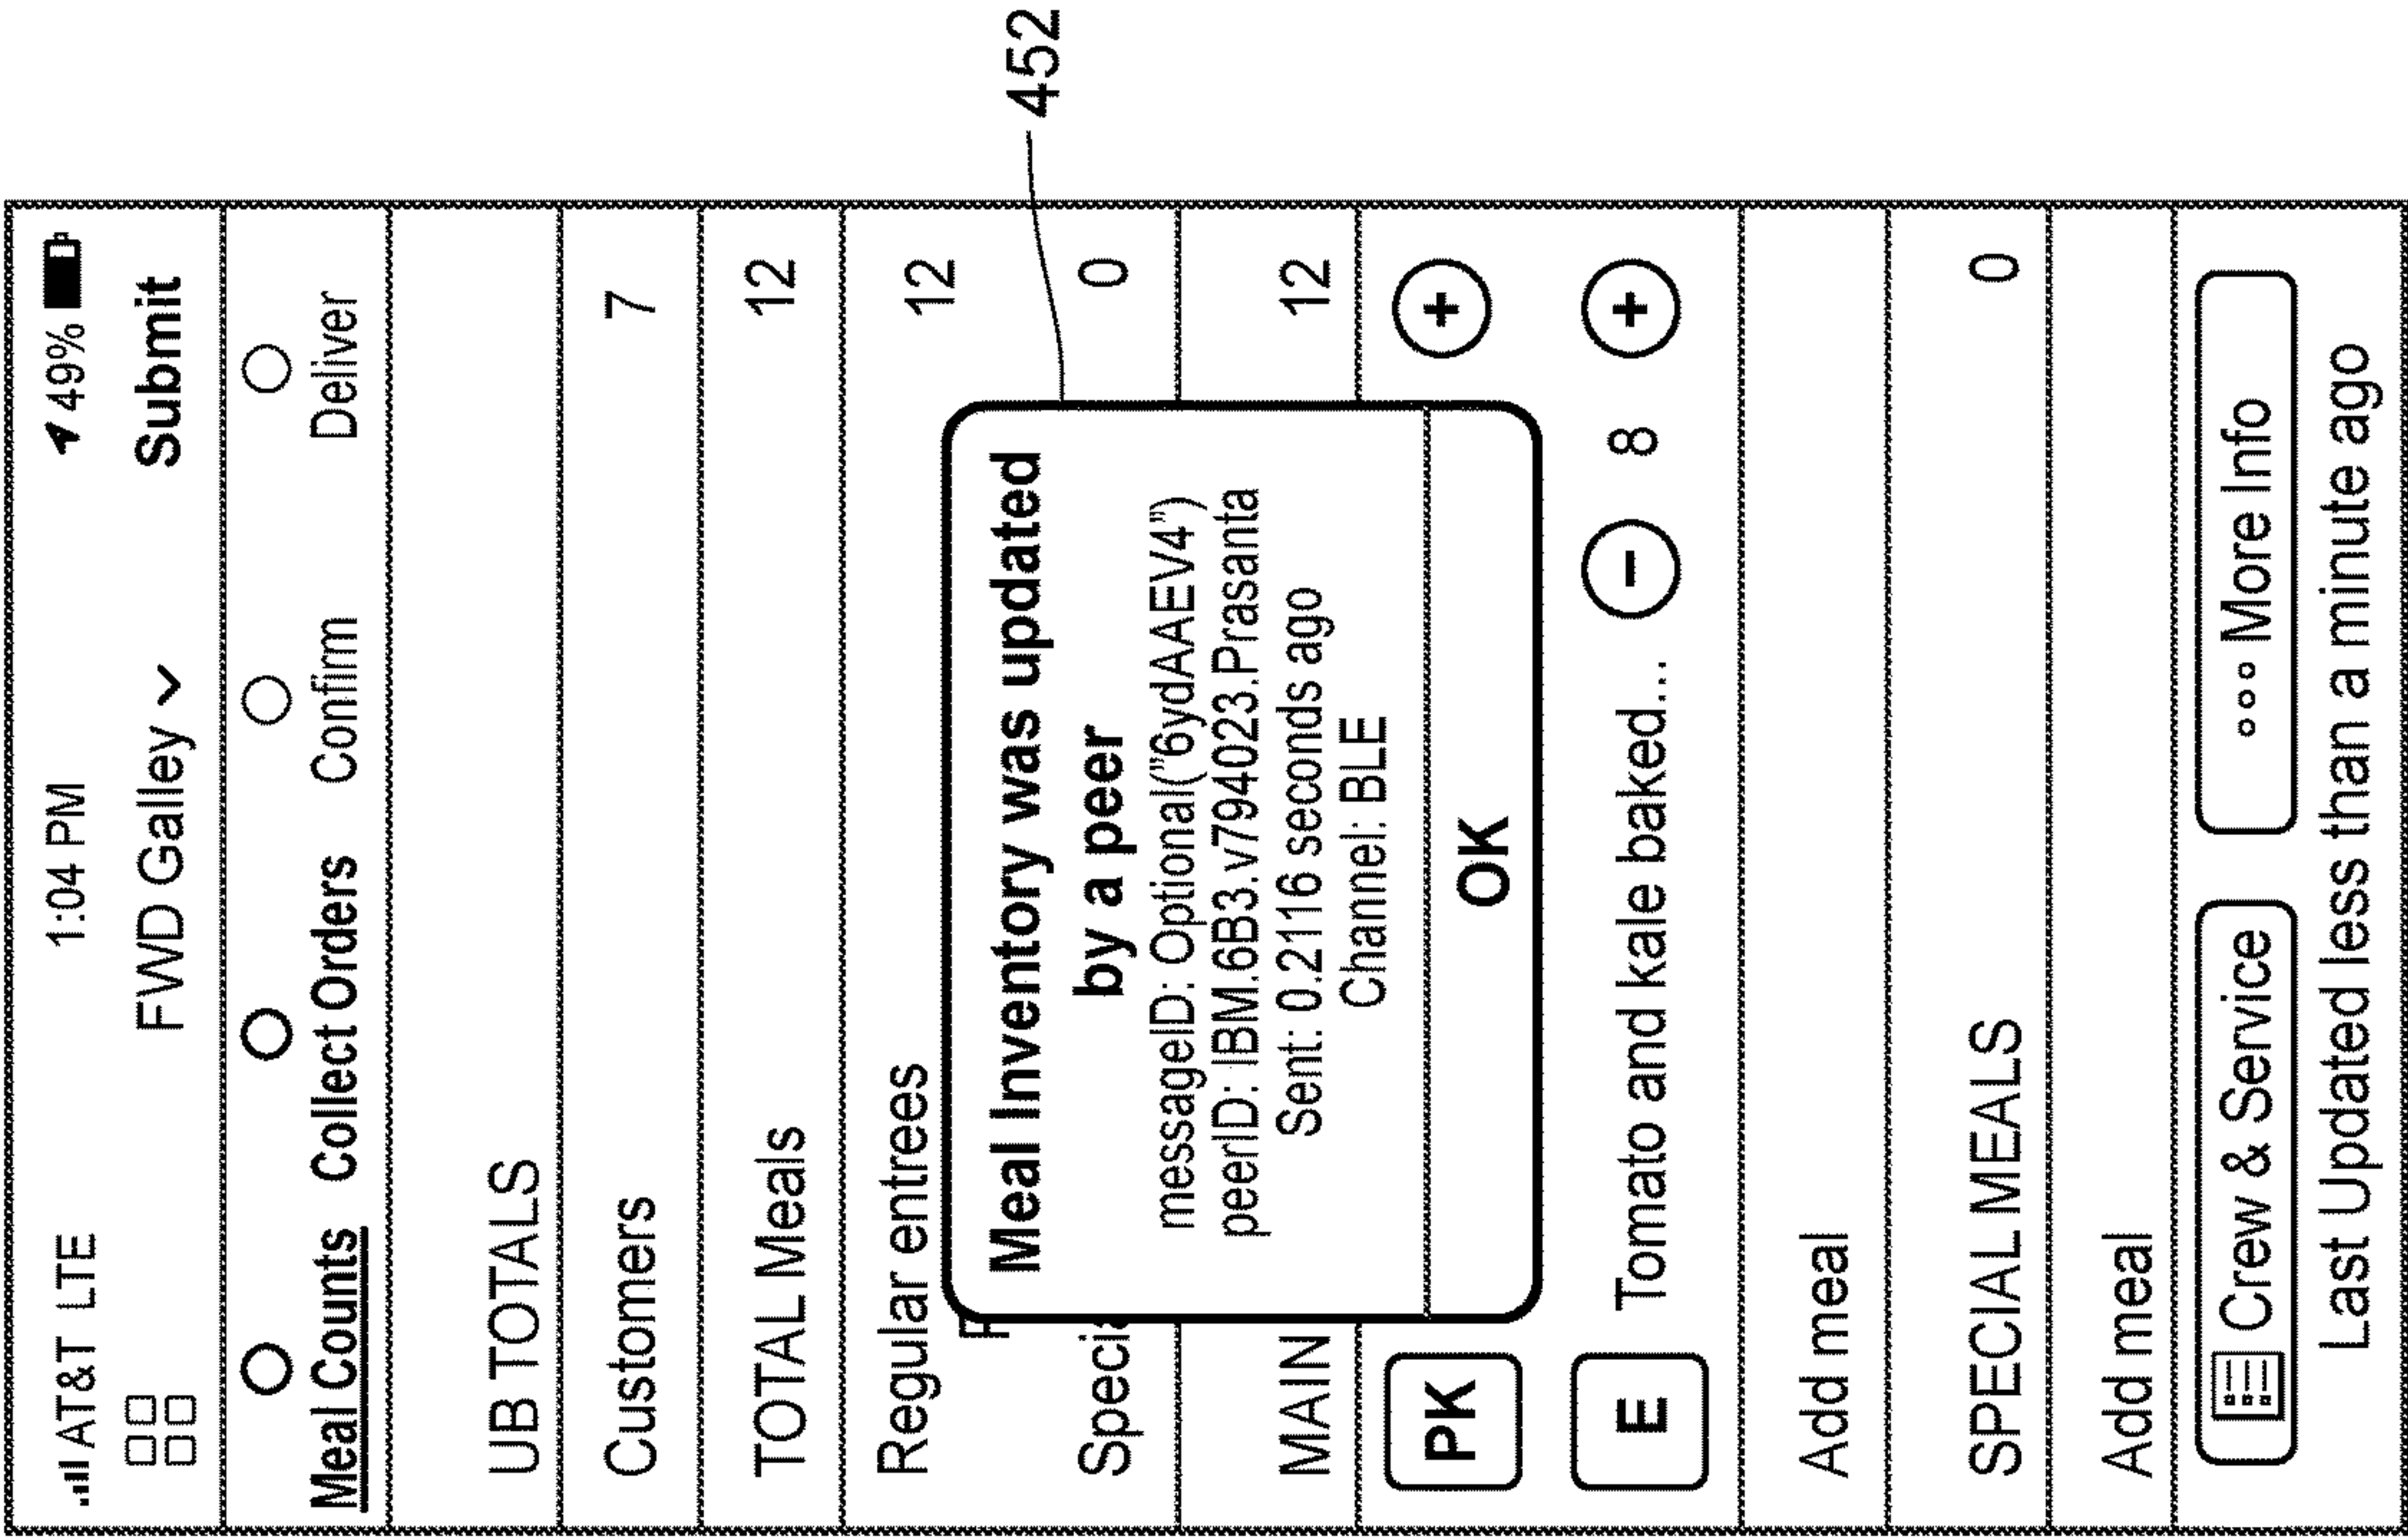 AT&T LTE 1:04 PM 49%
FWD Galley Submit
Meal Counts Collect Orders Confirm Deliver
UB TOTALS
Customers 7
TOTAL Meals 12
Regular entrees 12
Speci 0
MAIN 12
Meal Inventory was updated
by a peer
messageID: Optional("6ydAAEV4")
peerID: IBM.6B3.v794023.Prasanta
Sent: 0.2116 seconds ago
Channel: BLE
OK
452
PK +
E Tomato and kale baked... − 8 +
Add meal
SPECIAL MEALS 0
Add meal
Crew & Service ooo More Info
Last Updated less than a minute ago